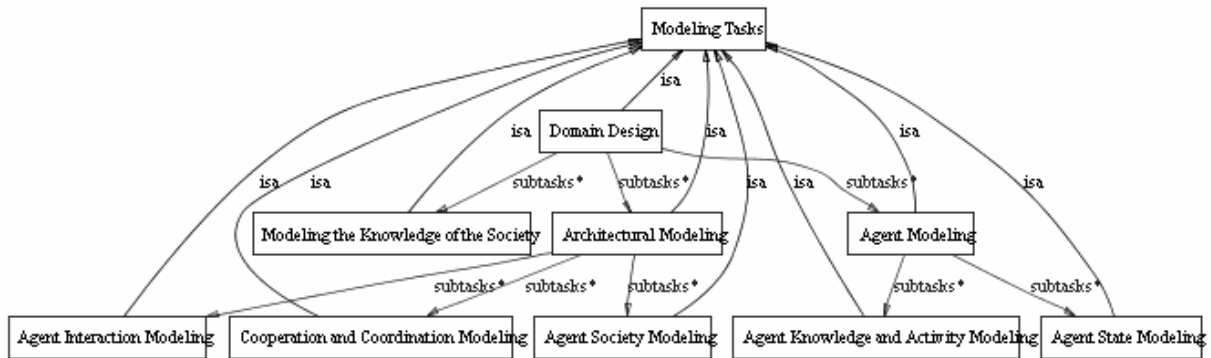 Modeling Tasks
isa
Domain Design
isa
isa
isa
subtasks*
subtasks*
subtasks*
isa
isa
isa
isa
isa
Modeling the Knowledge of the Society
Architectural Modeling
Agent Modeling
subtasks*
subtasks*
subtasks*
subtasks*
subtasks*
Agent Interaction Modeling
Cooperation and Coordination Modeling
Agent Society Modeling
Agent Knowledge and Activity Modeling
Agent State Modeling